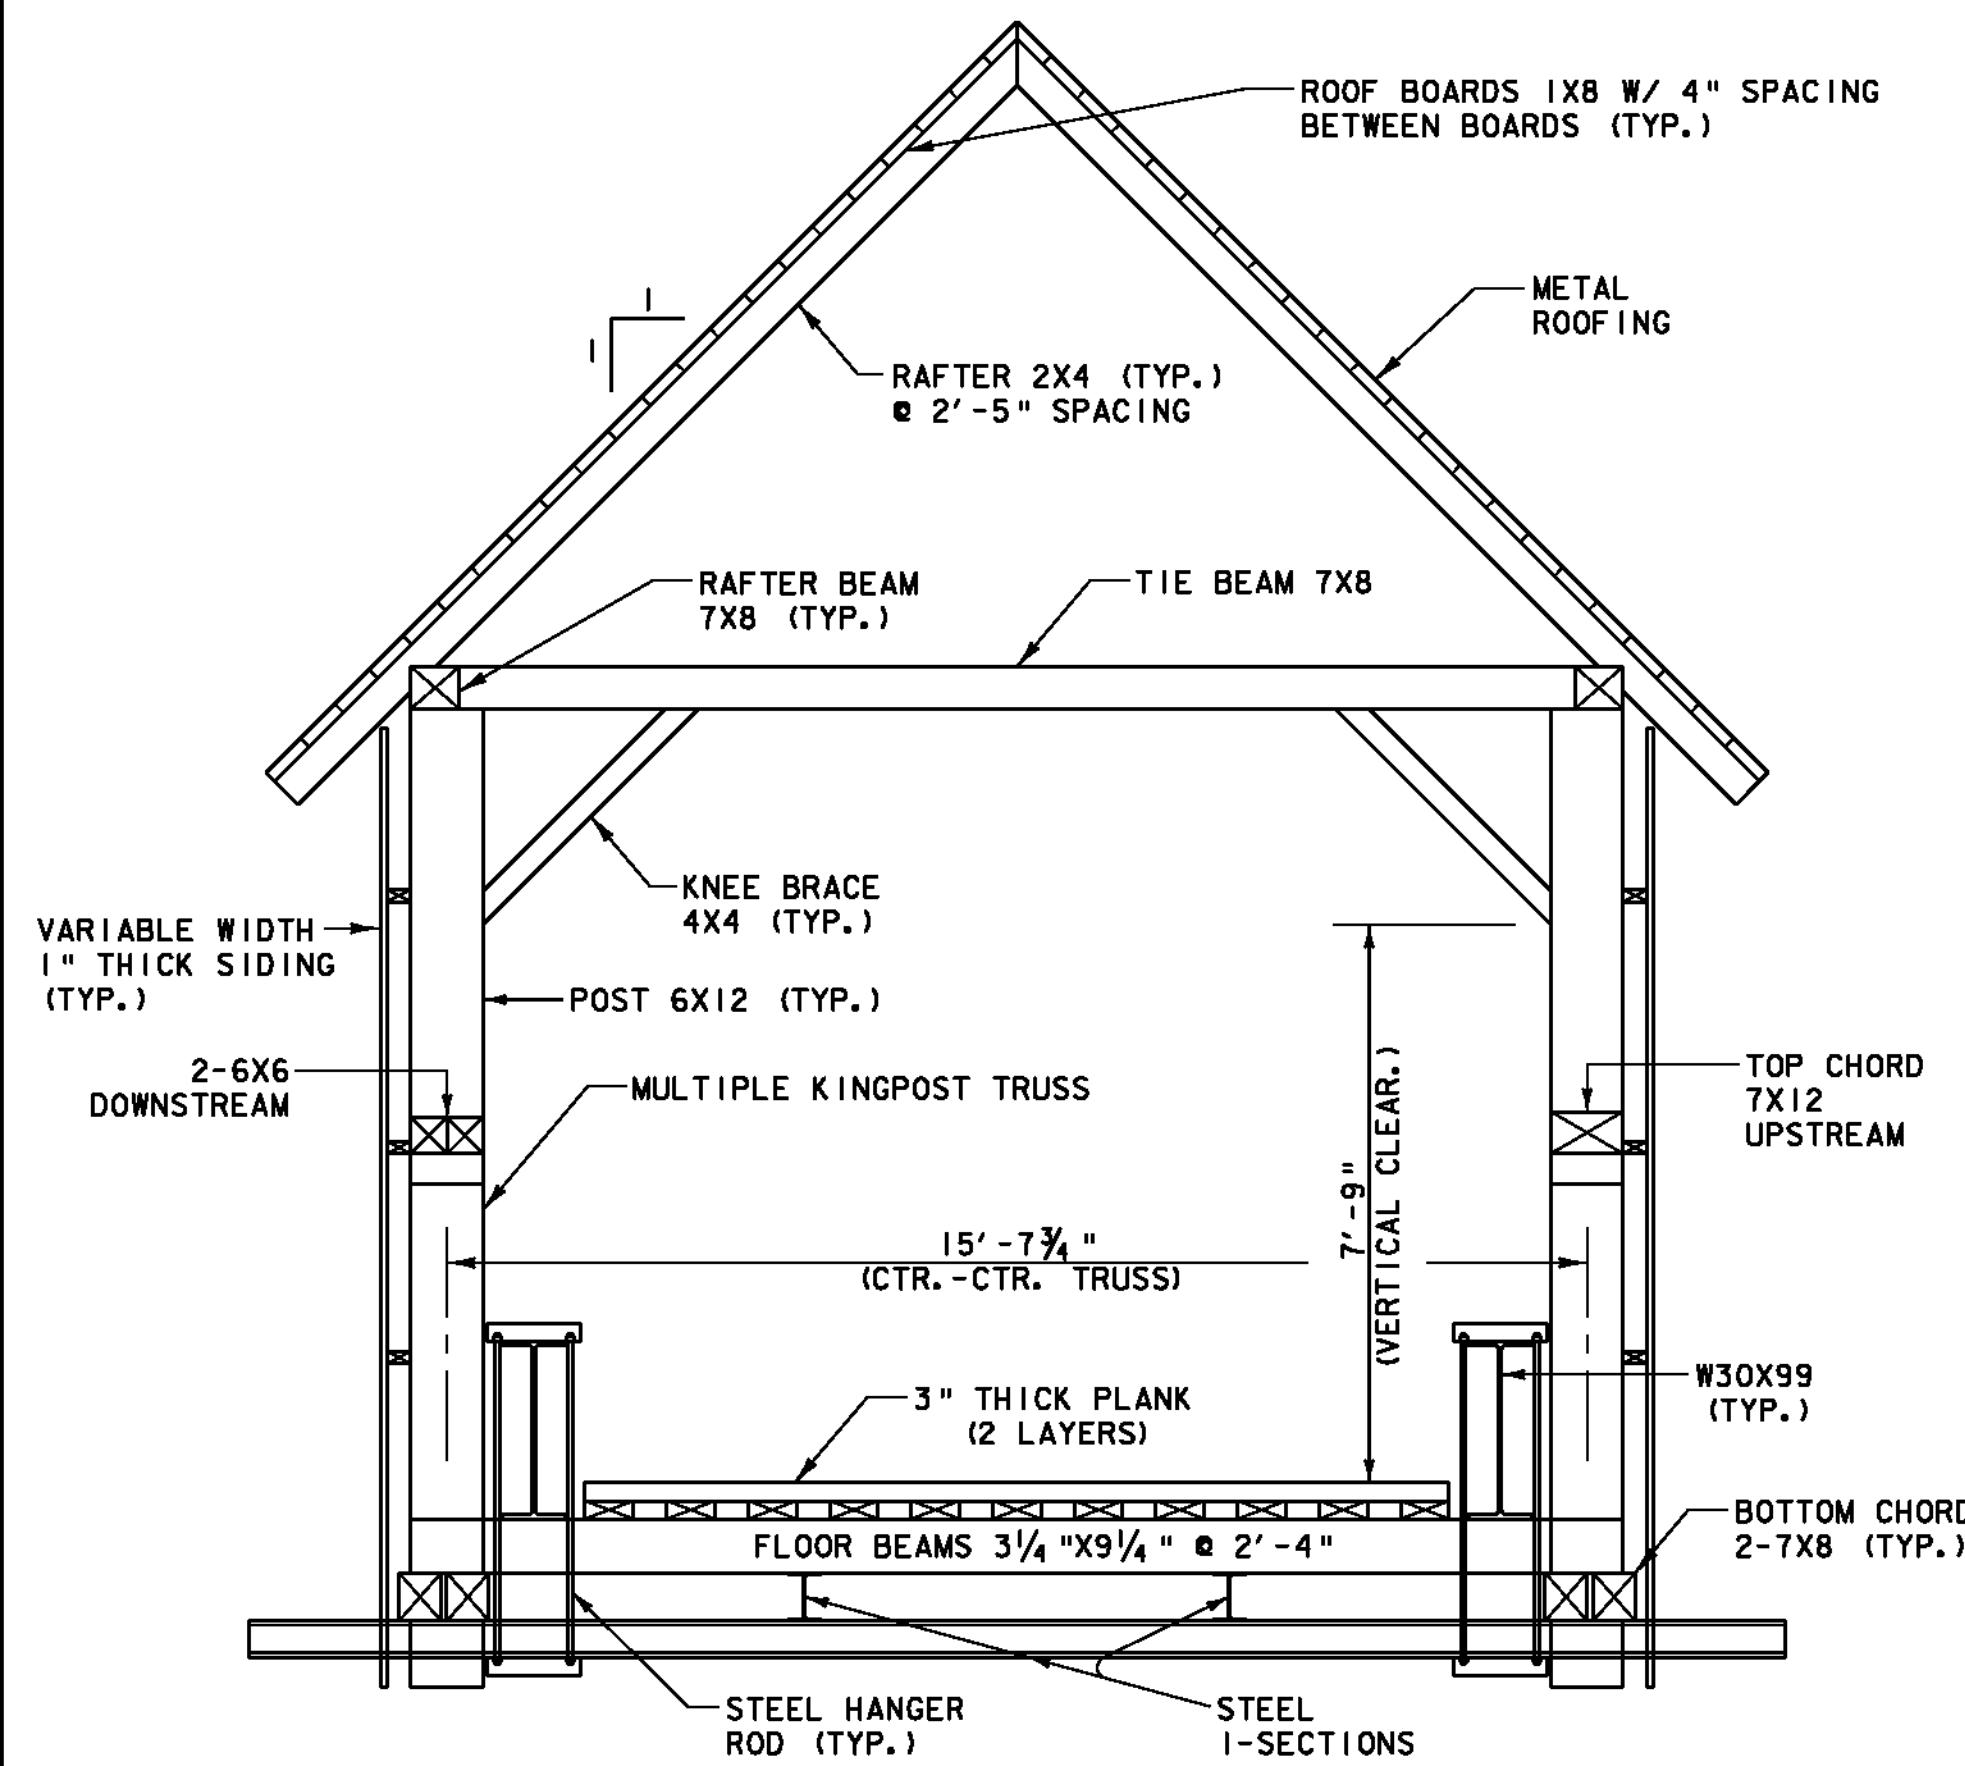 ROOF BOARDS 1X8 W/ 4" SPACING
BETWEEN BOARDS (TYP.)
METAL
ROOFING
1
1
RAFTER 2X4 (TYP.)
@ 2'-5" SPACING
RAFTER BEAM
7X8 (TYP.)
TIE BEAM 7X8
KNEE BRACE
4X4 (TYP.)
VARIABLE WIDTH
1" THICK SIDING
(TYP.)
POST 6X12 (TYP.)
2-6X6
DOWNSTREAM
MULTIPLE KINGPOST TRUSS
TOP CHORD
7X12
UPSTREAM
7'-9"
(VERTICAL CLEAR.)
15'-7¾"
(CTR.-CTR. TRUSS)
W30X99
(TYP.)
3" THICK PLANK
(2 LAYERS)
BOTTOM CHORD
2-7X8 (TYP.)
FLOOR BEAMS 3¼"X9¼" @ 2'-4"
STEEL HANGER
ROD (TYP.)
STEEL
I-SECTIONS